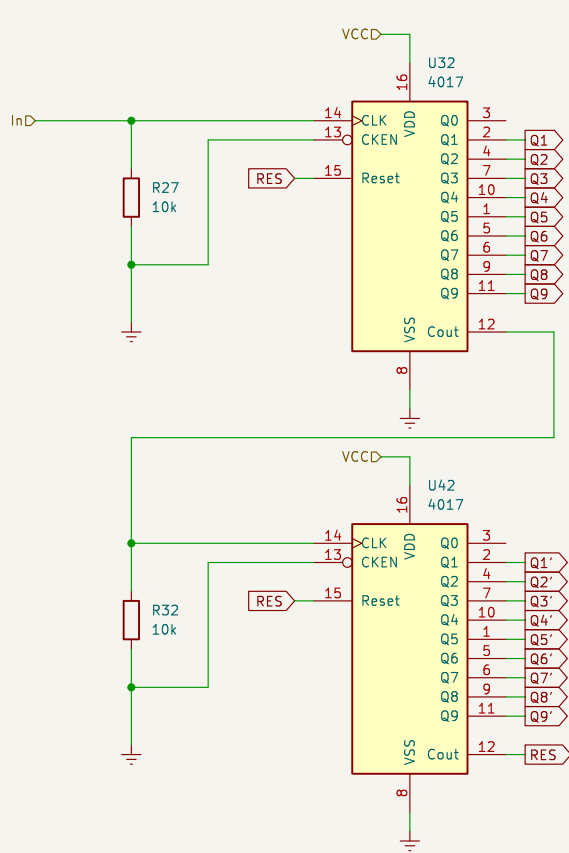 VCC
U32
4017
16
In
14
CLK
VDD
Q0
3
13
CKEN
Q1
2
Q1
Q2
4
Q2
RES
15
Reset
Q3
7
Q3
R27
10k
Q4
10
Q4
Q5
1
Q5
Q6
5
Q6
Q7
6
Q7
Q8
9
Q8
Q9
11
Q9
VSS
Cout
12
8
VCC
U42
4017
16
14
CLK
VDD
Q0
3
13
CKEN
Q1
2
Q1'
Q2
4
Q2'
RES
15
Reset
Q3
7
Q3'
R32
10k
Q4
10
Q4'
Q5
1
Q5'
Q6
5
Q6'
Q7
6
Q7'
Q8
9
Q8'
Q9
11
Q9'
VSS
Cout
12
RES
8